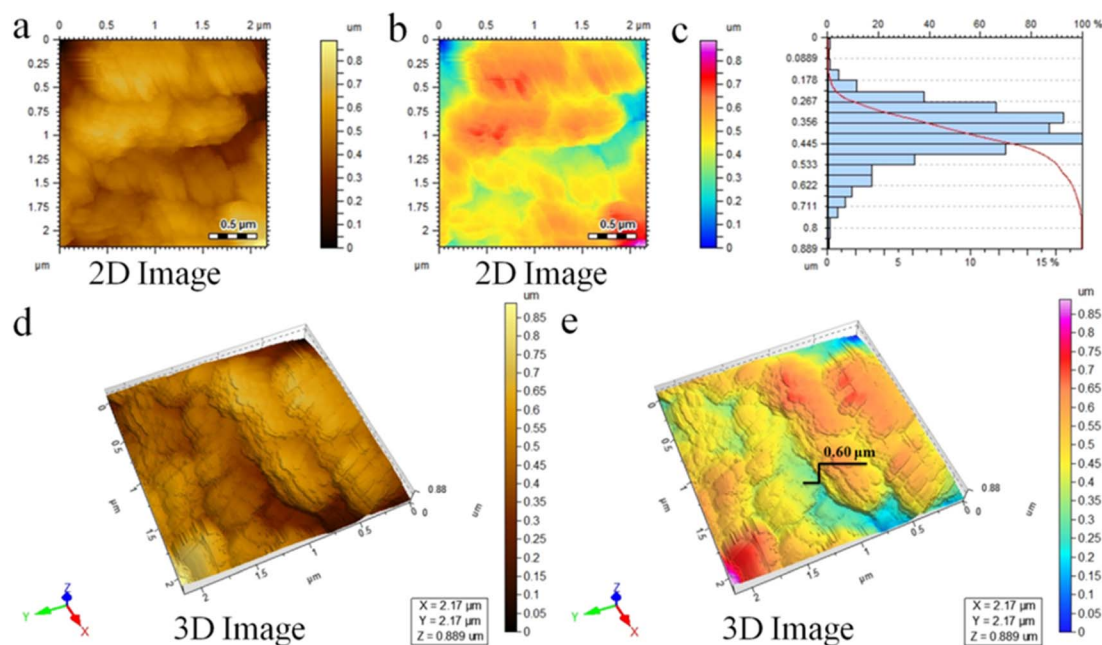 a
0 1 2 µm
0
0.25
0.5
0.75
1
1.25
1.5
1.75
2
µm
0.5 µm
um
0.8
0.7
0.6
0.5
0.4
0.3
0.2
0.1
0
2D Image
b
0 1 2 µm
0
0.25
0.5
0.75
1
1.25
1.5
1.75
2
µm
0.5 µm
um
0.8
0.7
0.6
0.5
0.4
0.3
0.2
0.1
0
2D Image
c
0 20 40 60 80 100 %
0
0.0889
0.178
0.267
0.356
0.445
0.533
0.622
0.711
0.8
0.889
um
0 5 10 15 %
d
0
0.5
1
µm
1.5
2
2
1.5
µm
1
0.5
0
0
0.88
um
um
0.85
0.8
0.75
0.7
0.65
0.6
0.55
0.5
0.45
0.4
0.35
0.3
0.25
0.2
0.15
0.1
0.05
0
Z
Y
X
X = 2.17 µm
Y = 2.17 µm
Z = 0.889 um
3D Image
e
0.60 µm
0
0.5
1
µm
1.5
2
2
1.5
µm
1
0.5
0
0
0.88
um
um
0.85
0.8
0.75
0.7
0.65
0.6
0.55
0.5
0.45
0.4
0.35
0.3
0.25
0.2
0.15
0.1
0.05
0
Z
Y
X
X = 2.17 µm
Y = 2.17 µm
Z = 0.889 um
3D Image